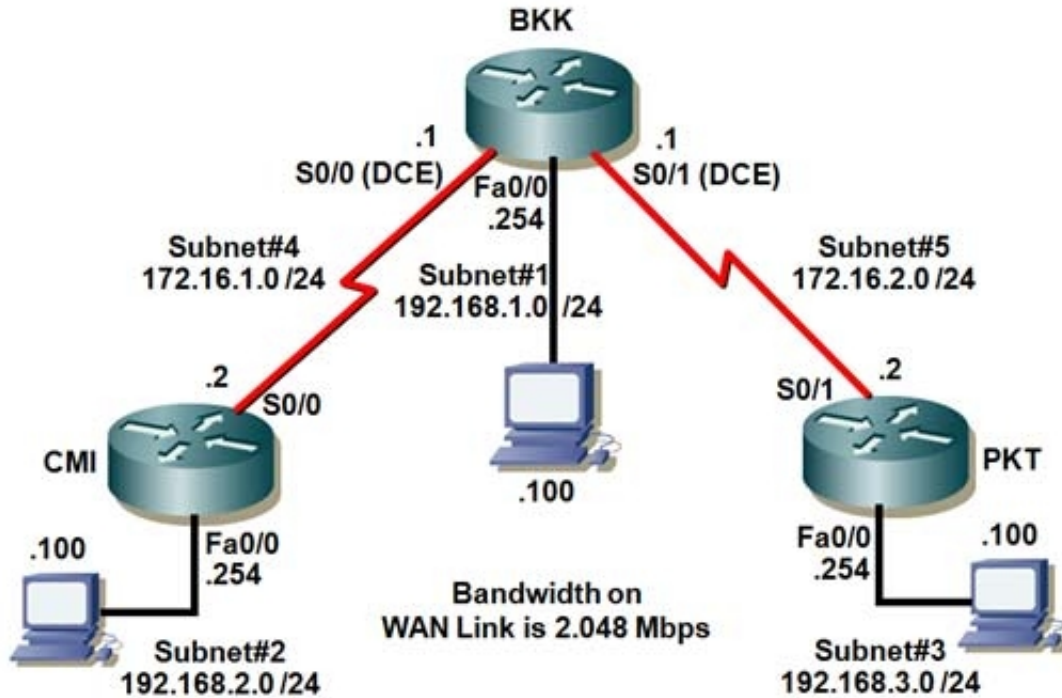 BKK
.1
S0/0 (DCE)
Fa0/0
.254
.1
S0/1 (DCE)
Subnet#4
172.16.1.0 /24
Subnet#1
192.168.1.0 /24
Subnet#5
172.16.2.0 /24
.2
S0/0
CMI
.100
S0/1
.2
PKT
.100
Fa0/0
.254
Subnet#2
192.168.2.0 /24
Bandwidth on
WAN Link is 2.048 Mbps
Fa0/0
.254
.100
Subnet#3
192.168.3.0 /24